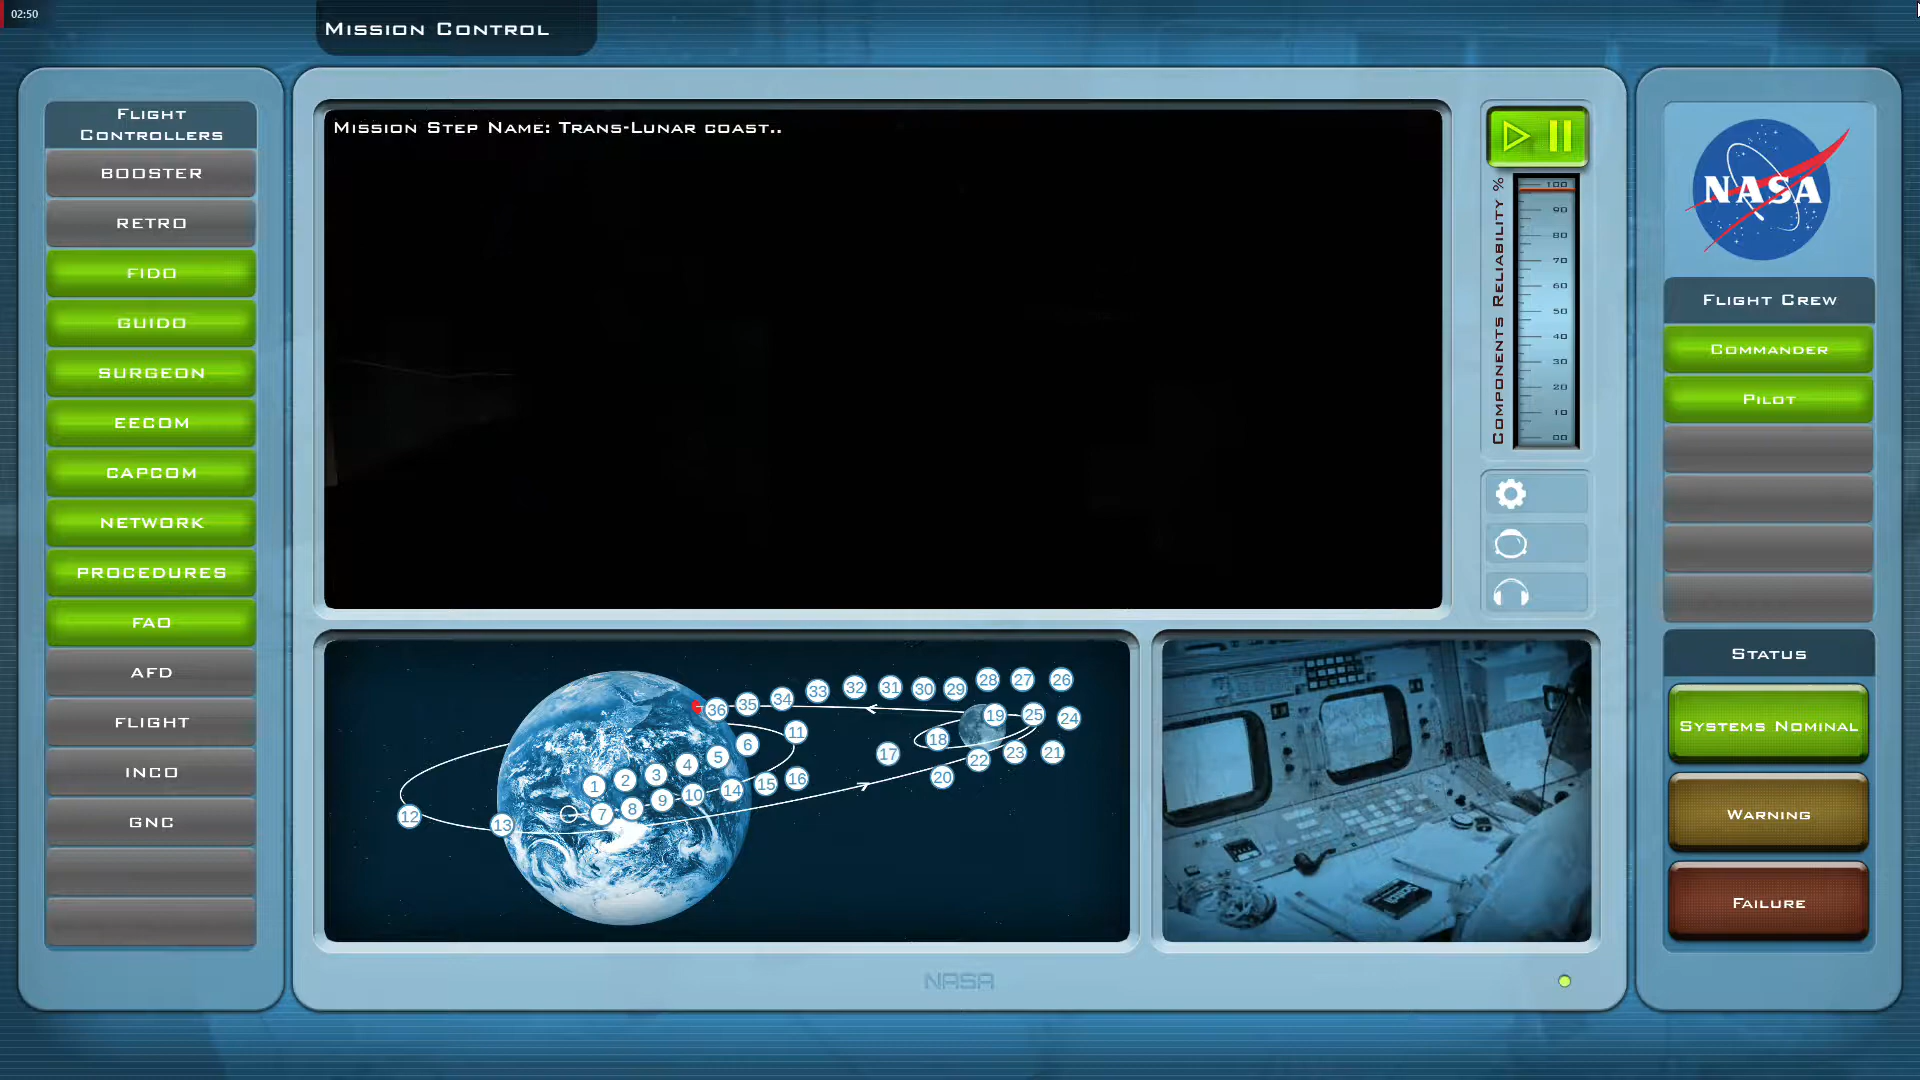 02:50
Mission Control
Flight
Controllers
BOOSTER
RETRO
FIDO
GUIDO
SURGEON
EECOM
CAPCOM
NETWORK
PROCEDURES
FAO
AFD
FLIGHT
INCO
GNC
Mission Step Name: Trans-Lunar coast..
Components Reliability %
100
90
80
70
60
50
40
30
20
10
00
NASA
Flight Crew
Commander
Pilot
Status
Systems Nominal
Warning
Failure
1
2
3
4
5
6
7
8
9
10
11
12
13
14
15
16
17
18
19
20
21
22
23
24
25
26
27
28
29
30
31
32
33
34
35
36
NASA